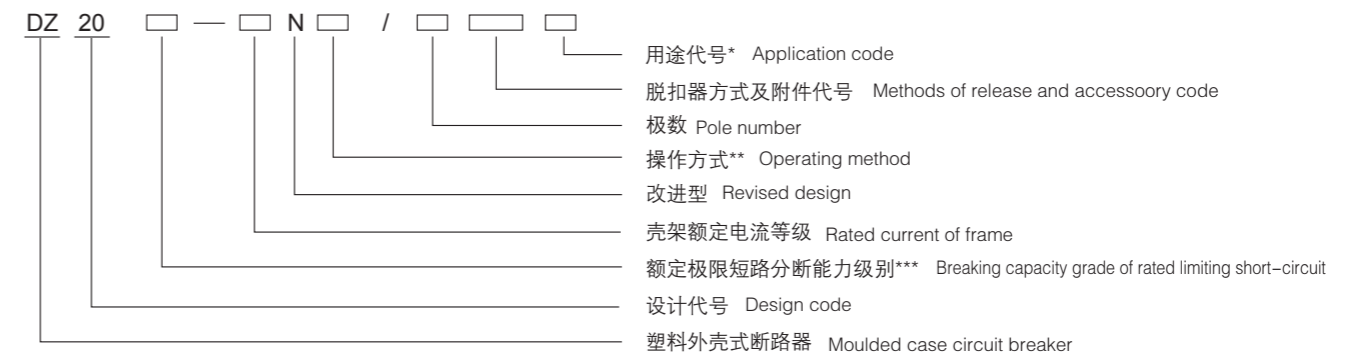 DZ 20 □ — □ N □ / □ □ □
用途代号* Application code
脱扣器方式及附件代号 Methods of release and accessoory code
极数 Pole number
操作方式** Operating method
改进型 Revised design
壳架额定电流等级 Rated current of frame
额定极限短路分断能力级别*** Breaking capacity grade of rated limiting short-circuit
设计代号 Design code
塑料外壳式断路器 Moulded case circuit breaker